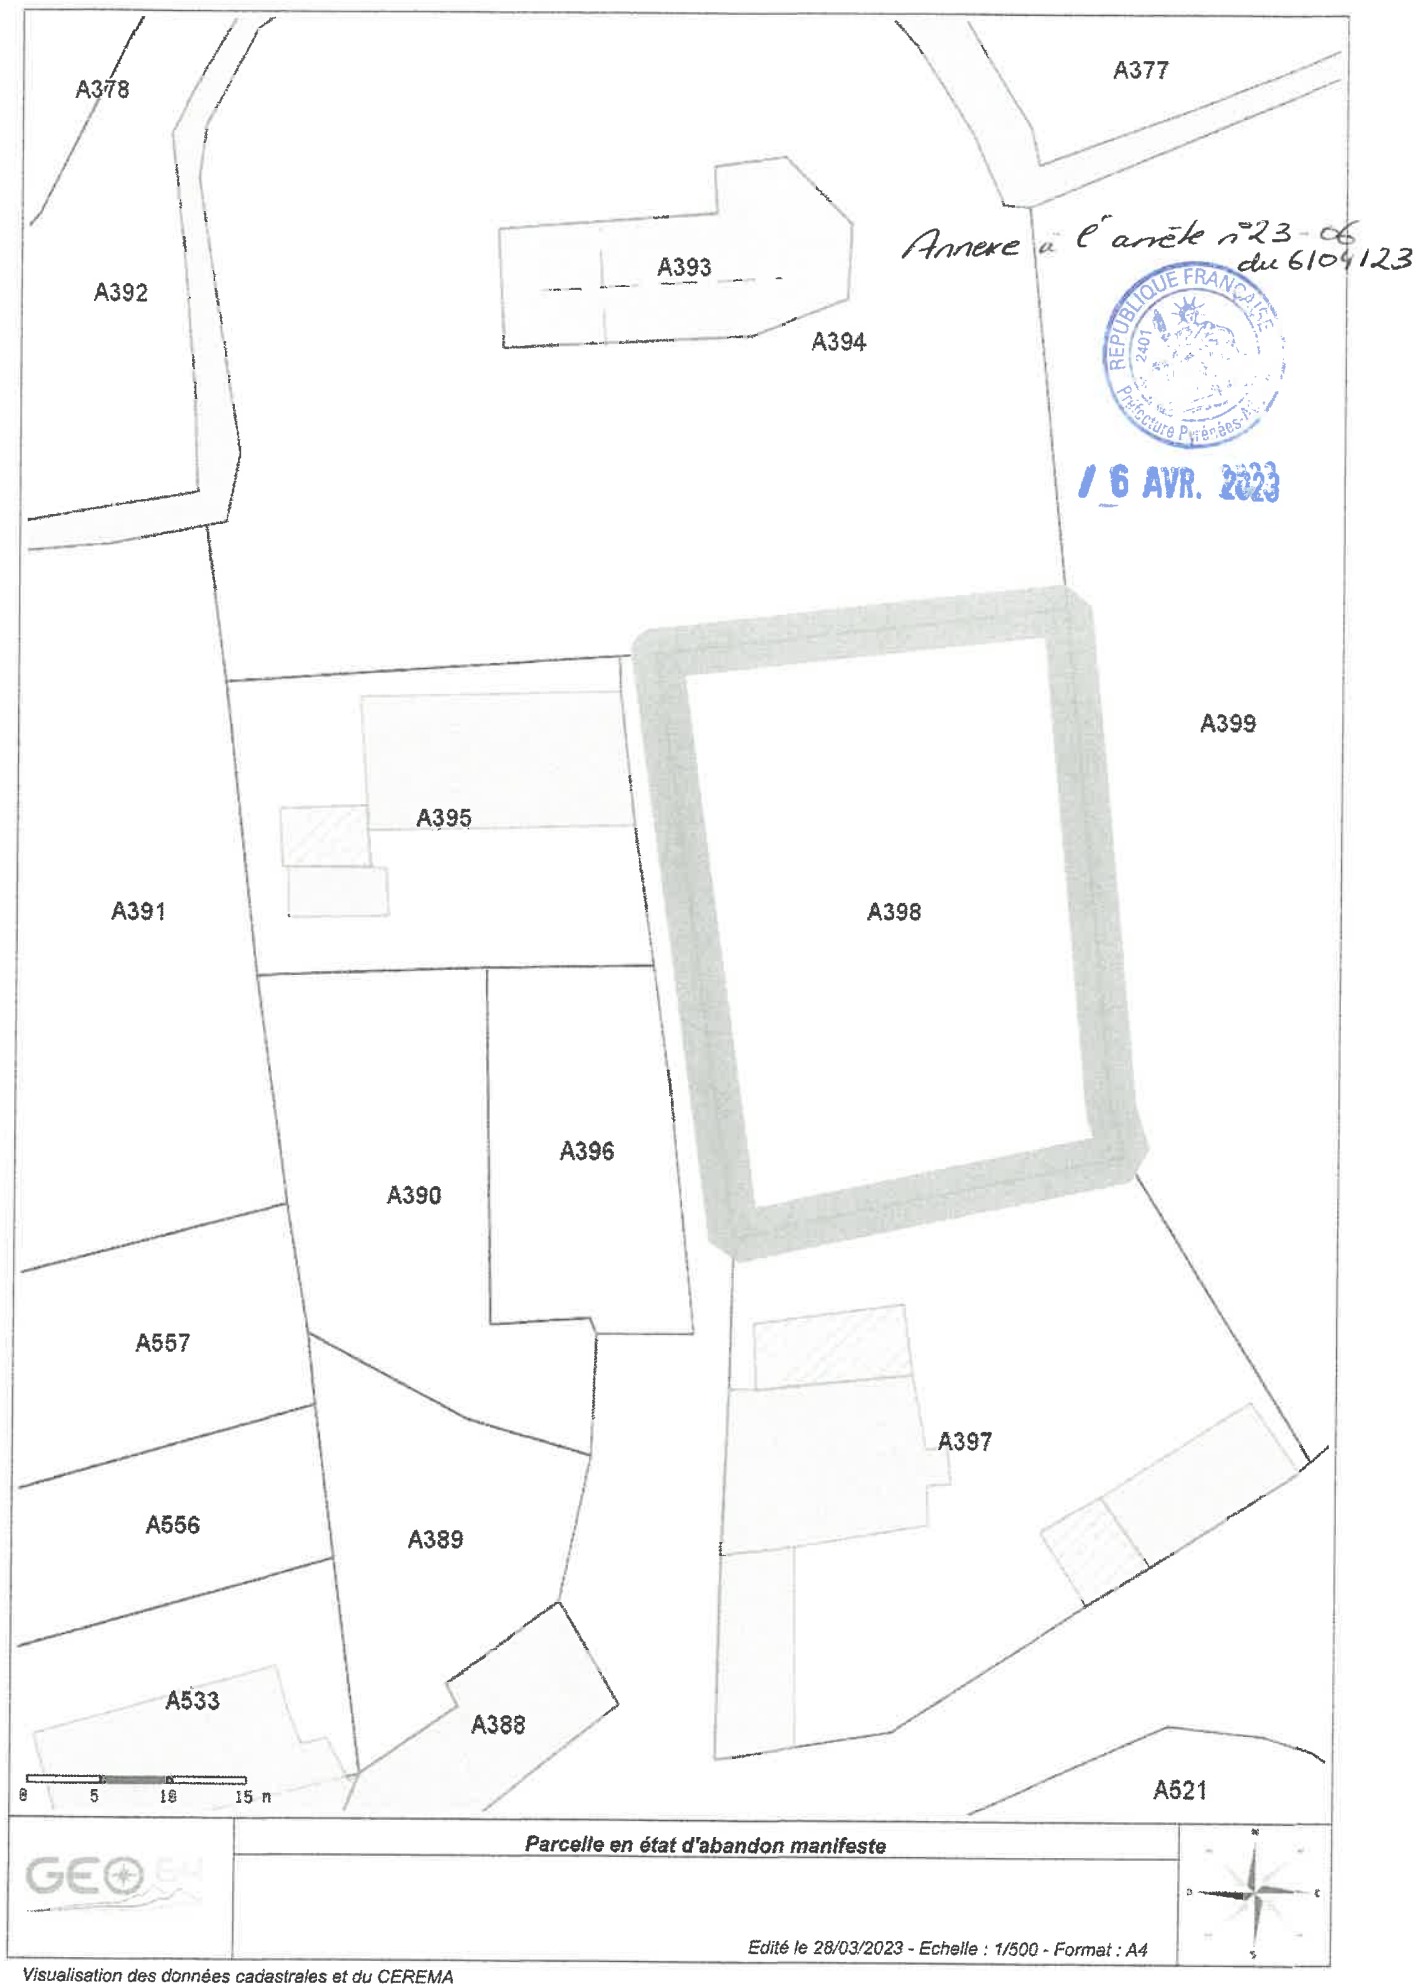 A378
A377
Annexe à l'arrêté n°23-06
du 6/04/23
A392
A393
A394
REPUBLIQUE FRANÇAISE
2401
Préfecture Pyrénées-
6 AVR. 2023
A399
A395
A391
A398
A396
A390
A557
A397
A556
A389
A533
A388
A521
0 5 10 15 m
Parcelle en état d'abandon manifeste
GEO 64
N
O E
S
Edité le 28/03/2023 - Echelle : 1/500 - Format : A4
Visualisation des données cadastrales et du CEREMA